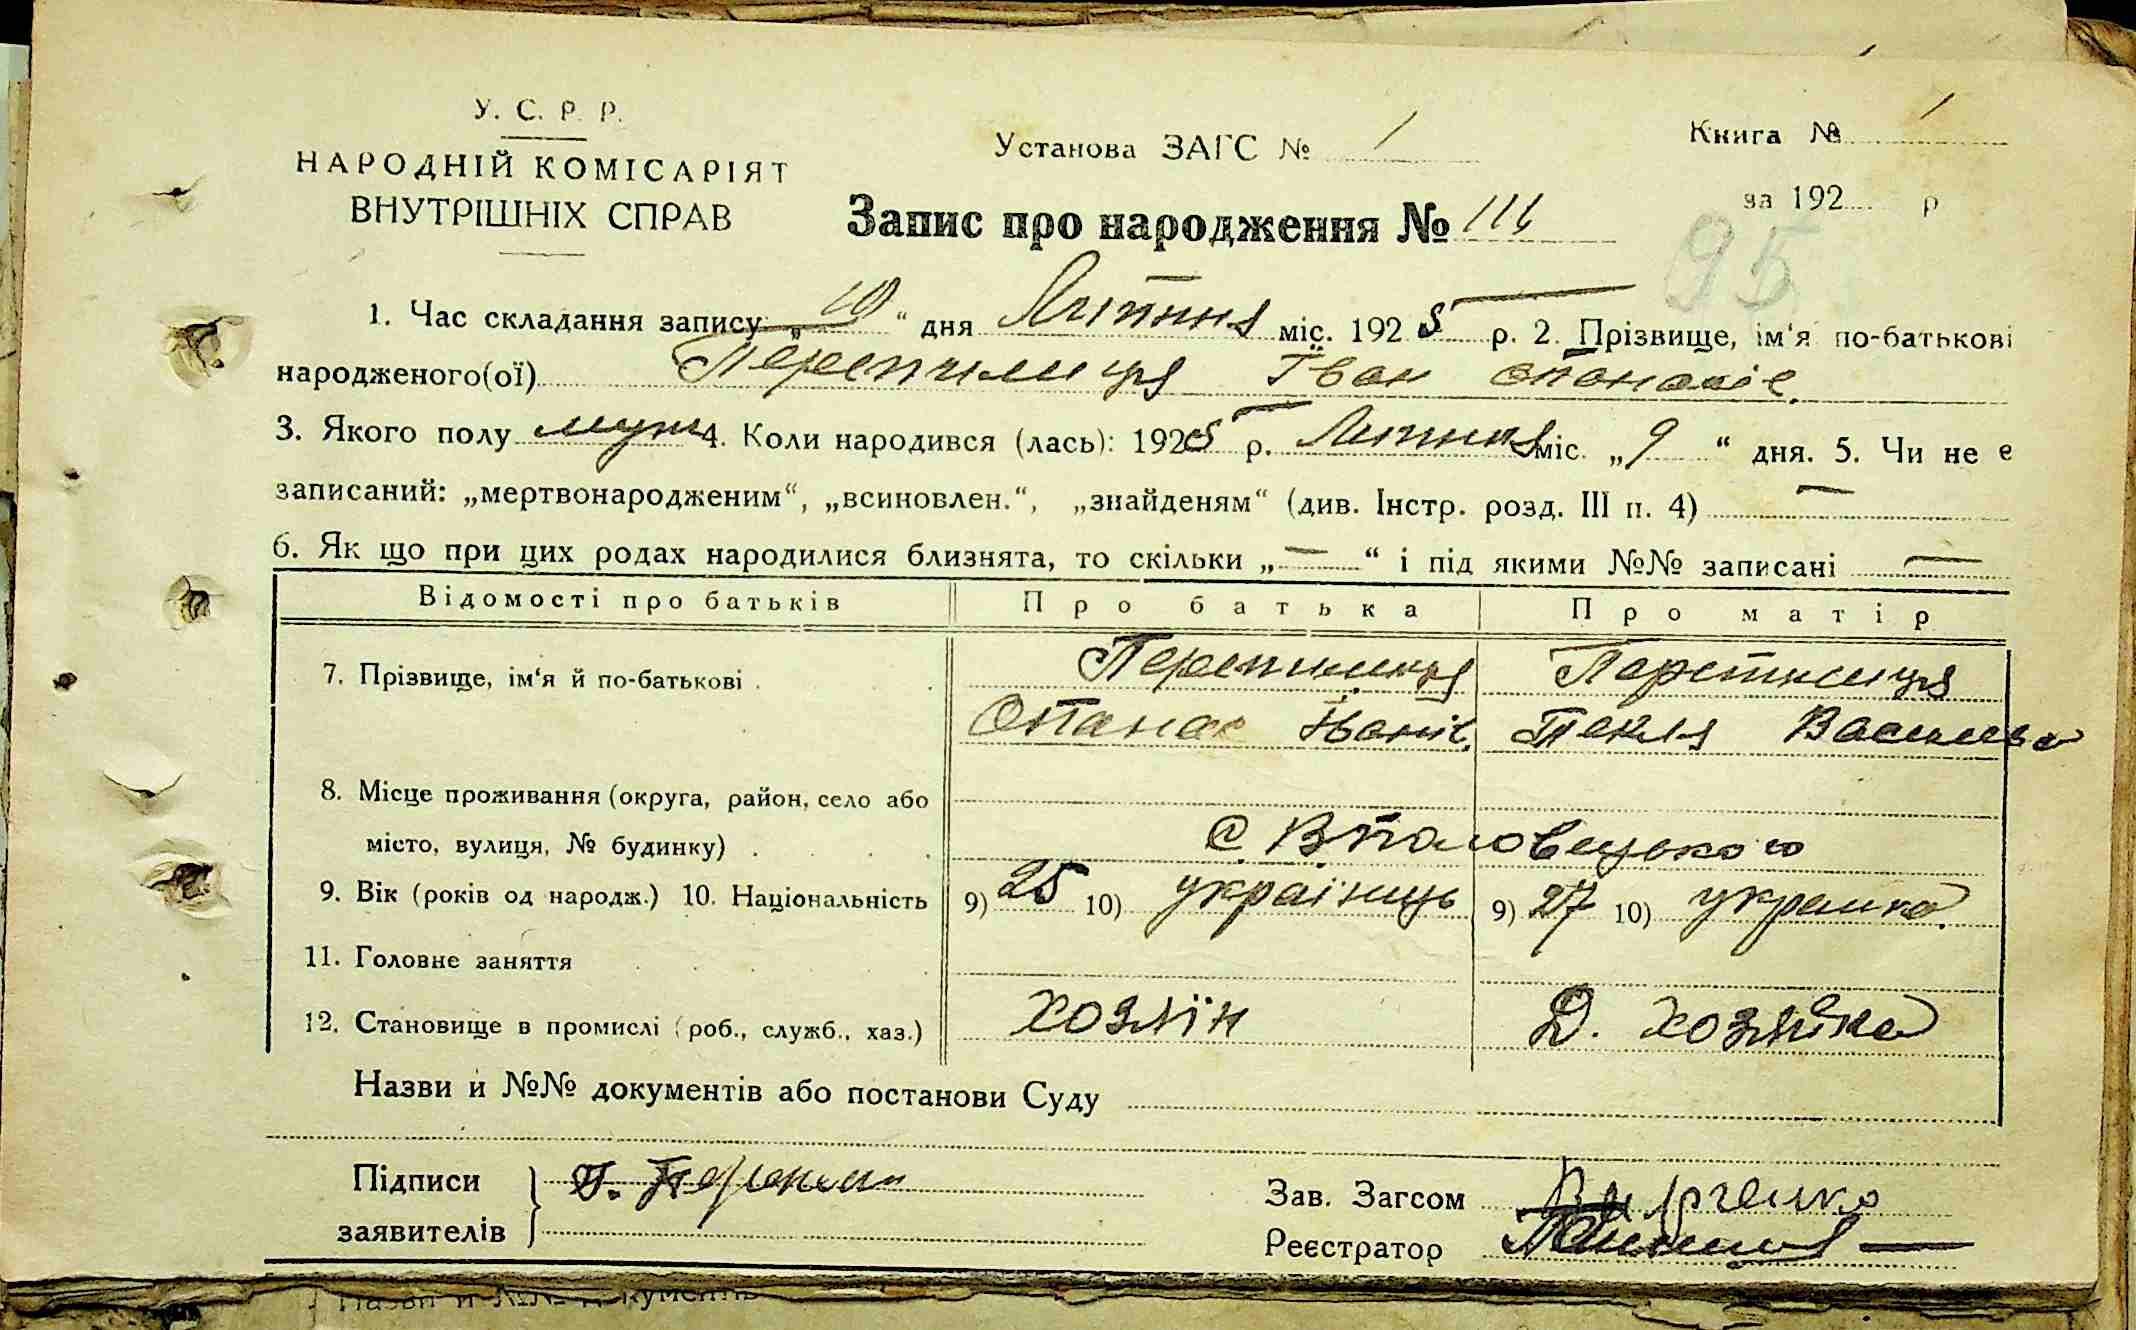 У. С. Р. Р.
НАРОДНІЙ КОМІСАРІЯТ
ВНУТРІШНІХ СПРАВ
Установа ЗАГС № 1
Книга № 1
за 192 р
Запис про народження № 116
95
1. Час складання запису: „10“ дня Липня міс. 1925 р. 2. Прізвище, ім‘я по-батькові
народженого(ої) Перепилиця Іван Опанасів.
3. Якого полу муж 4. Коли народився (лась): 1925 р. Липня міс. „9“ дня. 5. Чи не є
записаний: „мертвонародженим“, „всиновлен.“, „знайденям“ (див. Інстр. розд. III п. 4) —
6. Як що при цих родах народилися близнята, то скільки „—“ і під якими №№ записані —
Відомості про батьків Про батька Про матір
7. Прізвище, ім‘я й по-батькові . Перепилиця Перепилиця
Опанас Іванів. Текля Васильва
8. Місце проживання (округа, район, село або
місто, вулиця, № будинку) . с. В Половецького
9. Вік (років од народж.) 10. Національність 9) 25 10) українць 9) 27 10) украинка.
11. Головне заняття
12. Становище в промислі (роб., служб., хаз.) хозяїн Д. хозяйка
Назви й №№ документів або постанови Суду
Підписи
заявителів
Зав. Загсом
Реєстратор